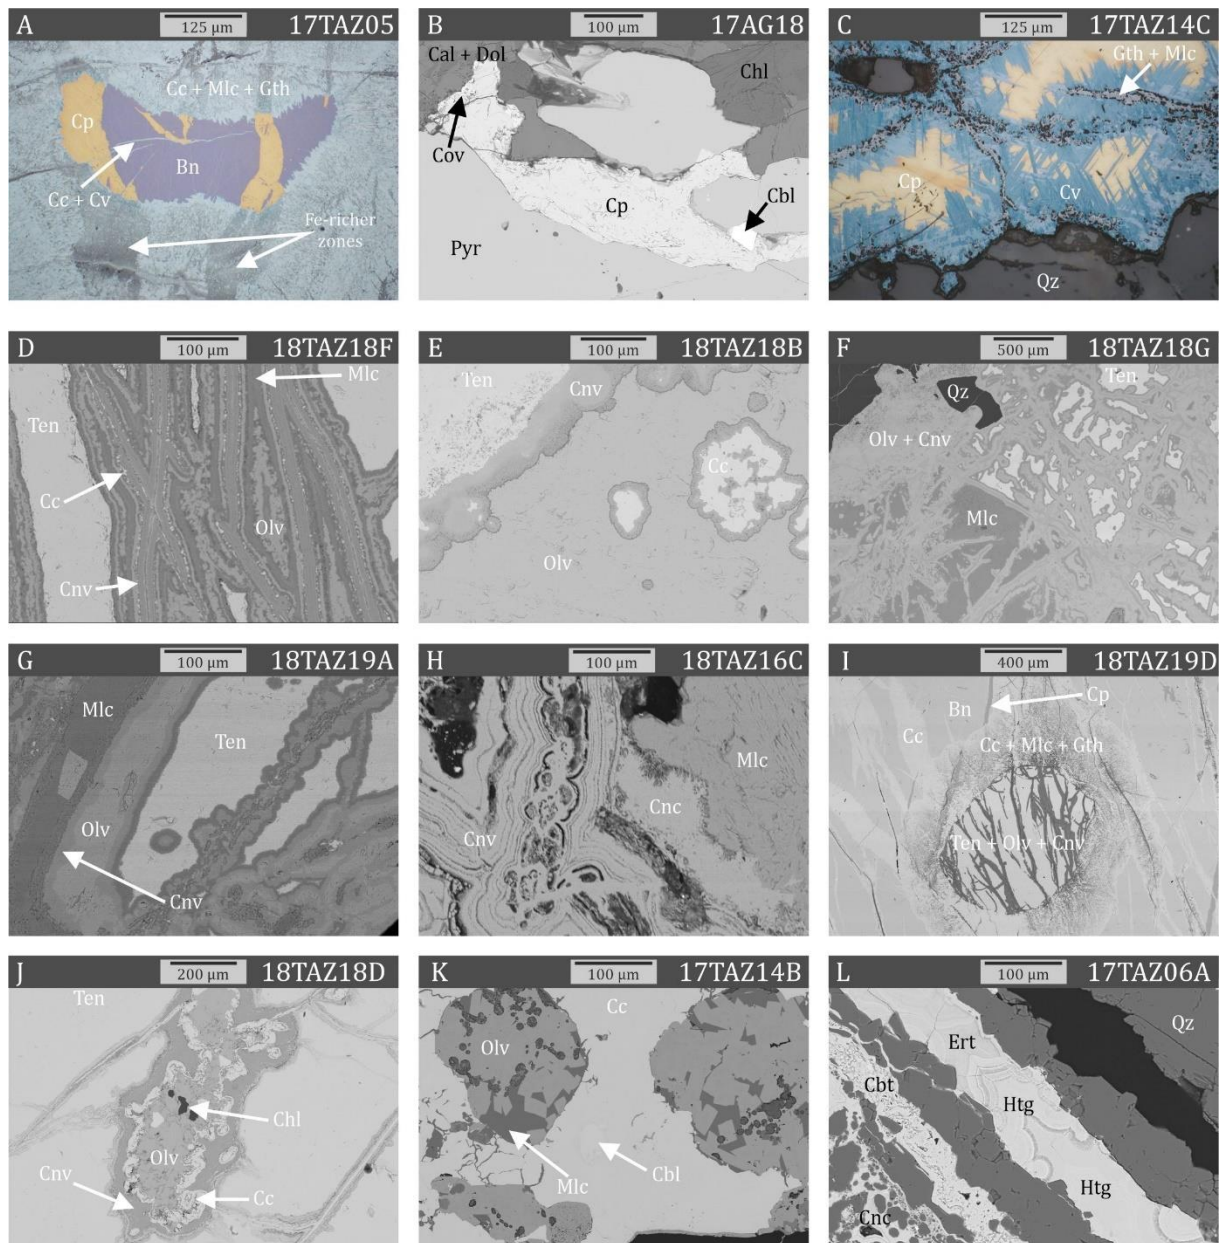 A
125 µm
17TAZ05
Cc + Mlc + Gth
Cp
Bn
Cc + Cv
Fe-richer
zones
B
100 µm
17AG18
Cal + Dol
Chl
Cov
Cp
Cbl
Pyr
C
125 µm
17TAZ14C
Gth + Mlc
Cp
Cv
Qz
D
100 µm
18TAZ18F
Mlc
Ten
Cc
Olv
Cnv
E
100 µm
18TAZ18B
Ten
Cnv
Cc
Olv
F
500 µm
18TAZ18G
Ten
Qz
Olv + Cnv
Mlc
G
100 µm
18TAZ19A
Mlc
Ten
Olv
Cnv
H
100 µm
18TAZ16C
Mlc
Cnc
Cnv
I
400 µm
18TAZ19D
Bn
Cp
Cc
Cc + Mlc + Gth
Ten + Olv + Cnv
J
200 µm
18TAZ18D
Ten
Chl
Olv
Cnv
Cc
K
100 µm
17TAZ14B
Cc
Olv
Mlc
Cbl
L
100 µm
17TAZ06A
Qz
Ert
Cbt
Htg
Htg
Cnc